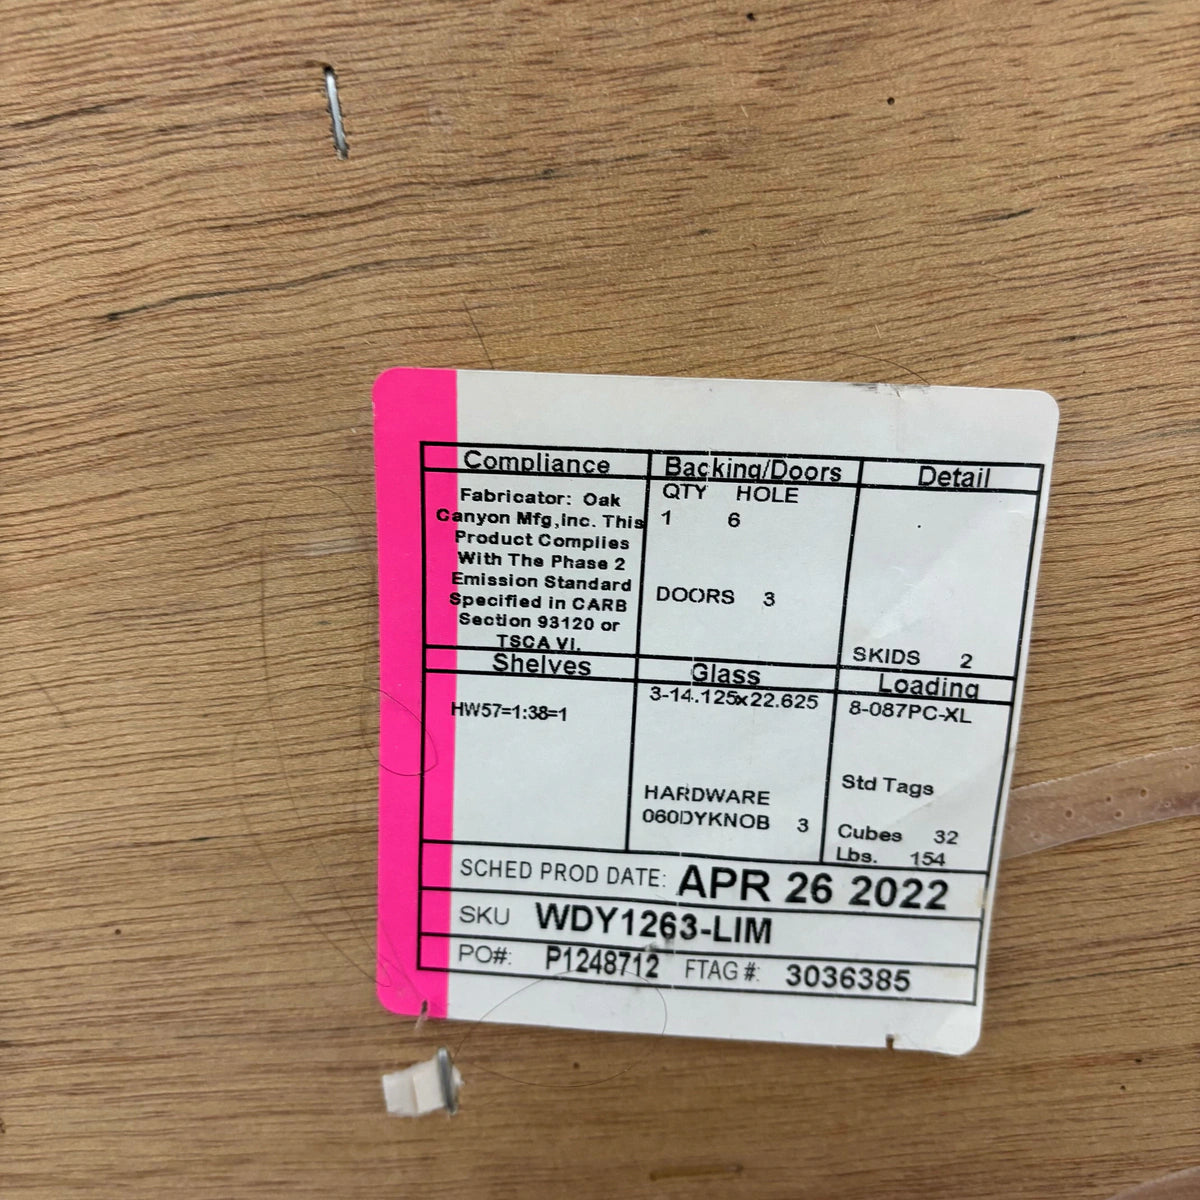 Compliance
Fabricator: Oak
Canyon Mfg,inc. This
Product Complies
With The Phase 2
Emission Standard
Specified in CARB
Section 93120 or
TSCA VI.
Backing/Doors
QTY HOLE
1 6
DOORS 3
Detail
SKIDS 2
Shelves
HW57=1:38=1
Glass
3-14.125x22.625
HARDWARE
060DYKNOB 3
Loading
8-087PC-XL
Std Tags
Cubes 32
Lbs. 154
SCHED PROD DATE: APR 26 2022
SKU WDY1263-LIM
PO#: P1248712 FTAG #: 3036385